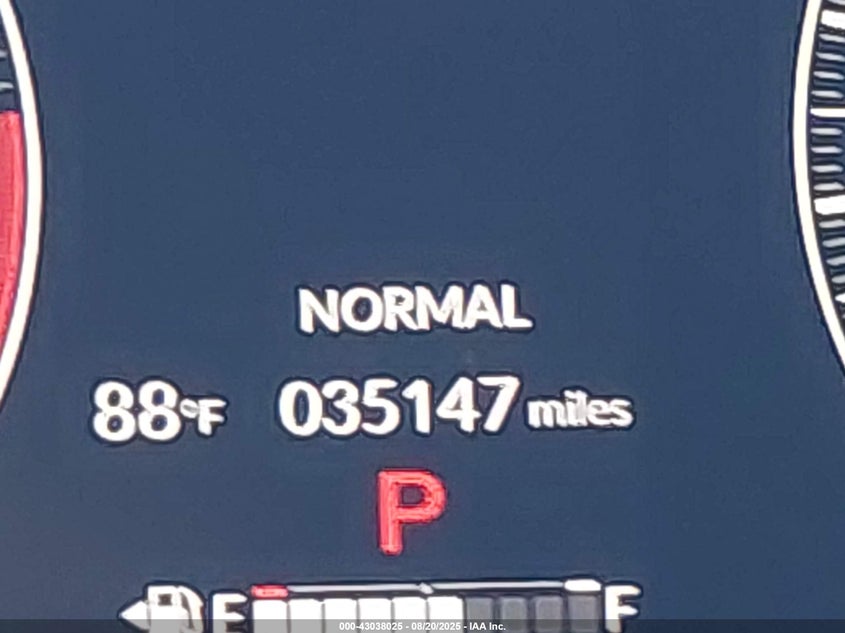 NORMAL
88°F 035147 miles
P
E F
000-43038025 - 08/20/2025 - IAA Inc.